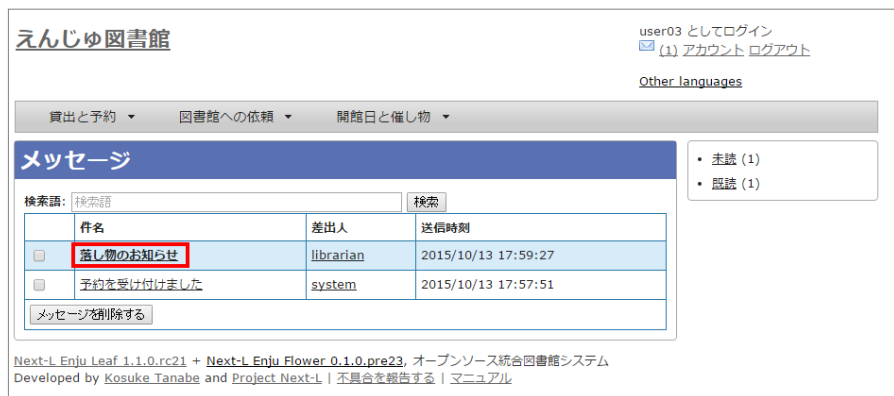 えんじゅ図書館
user03 としてログイン
(1) アカウント ログアウト
Other languages
貸出と予約 ▼ 図書館への依頼 ▼ 開館日と催し物 ▼
メッセージ
検索語: 検索語 検索
件名 差出人 送信時刻
落し物のお知らせ librarian 2015/10/13 17:59:27
予約を受け付けました system 2015/10/13 17:57:51
メッセージを削除する
• 未読 (1)
• 既読 (1)
Next-L Enju Leaf 1.1.0.rc21 + Next-L Enju Flower 0.1.0.pre23, オープンソース統合図書館システム
Developed by Kosuke Tanabe and Project Next-L | 不具合を報告する | マニュアル